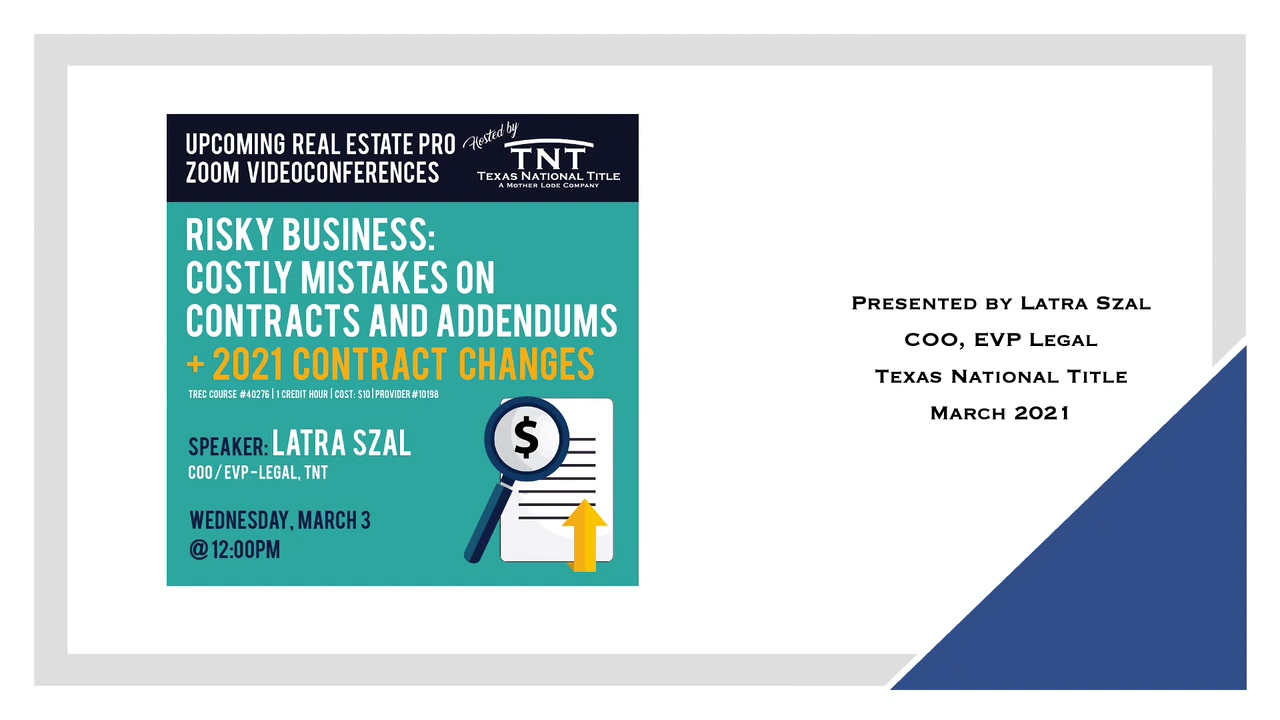 UPCOMING REAL ESTATE PRO
ZOOM VIDEOCONFERENCES
Hosted by
TNT
TEXAS NATIONAL TITLE
A MOTHER LODE COMPANY
RISKY BUSINESS:
COSTLY MISTAKES ON
CONTRACTS AND ADDENDUMS
+ 2021 CONTRACT CHANGES
TREC COURSE #40276 | 1 CREDIT HOUR | COST: $10 | PROVIDER #10198
$
SPEAKER: LATRA SZAL
COO / EVP-LEGAL, TNT
WEDNESDAY, MARCH 3
@ 12:00PM
PRESENTED BY LATRA SZAL
COO, EVP LEGAL
TEXAS NATIONAL TITLE
MARCH 2021